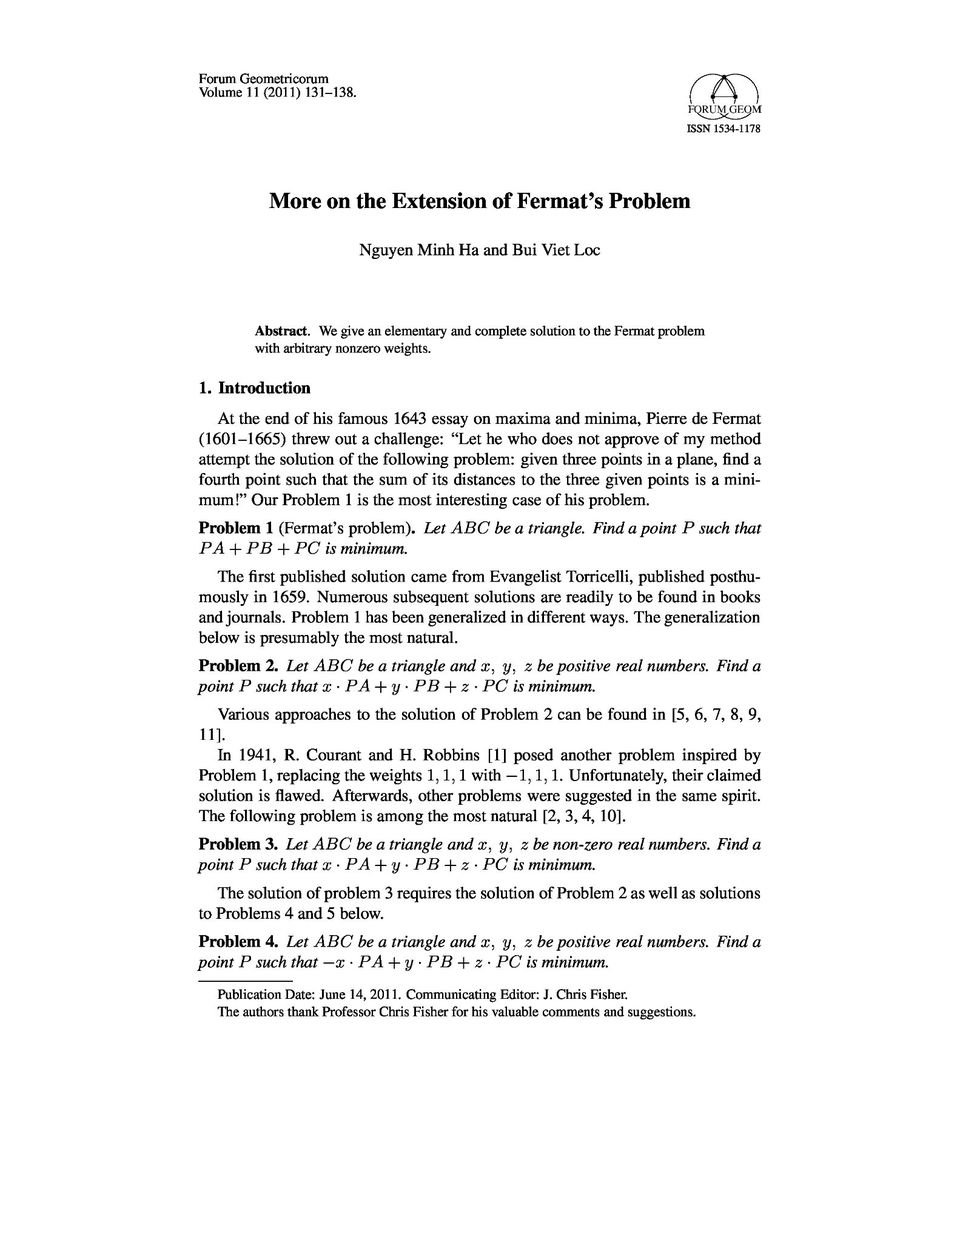 Forum Geometricorum
Volume 11 (2011) 131–138.
FORUM GEOM
ISSN 1534-1178
More on the Extension of Fermat's Problem
Nguyen Minh Ha and Bui Viet Loc
Abstract. We give an elementary and complete solution to the Fermat problem
with arbitrary nonzero weights.
1. Introduction
At the end of his famous 1643 essay on maxima and minima, Pierre de Fermat
(1601–1665) threw out a challenge: “Let he who does not approve of my method
attempt the solution of the following problem: given three points in a plane, find a
fourth point such that the sum of its distances to the three given points is a mini-
mum!” Our Problem 1 is the most interesting case of his problem.
Problem 1 (Fermat's problem). Let ABC be a triangle. Find a point P such that
PA + PB + PC is minimum.
The first published solution came from Evangelist Torricelli, published posthu-
mously in 1659. Numerous subsequent solutions are readily to be found in books
and journals. Problem 1 has been generalized in different ways. The generalization
below is presumably the most natural.
Problem 2. Let ABC be a triangle and x, y, z be positive real numbers. Find a
point P such that x · PA + y · PB + z · PC is minimum.
Various approaches to the solution of Problem 2 can be found in [5, 6, 7, 8, 9,
11].
In 1941, R. Courant and H. Robbins [1] posed another problem inspired by
Problem 1, replacing the weights 1, 1, 1 with −1, 1, 1. Unfortunately, their claimed
solution is flawed. Afterwards, other problems were suggested in the same spirit.
The following problem is among the most natural [2, 3, 4, 10].
Problem 3. Let ABC be a triangle and x, y, z be non-zero real numbers. Find a
point P such that x · PA + y · PB + z · PC is minimum.
The solution of problem 3 requires the solution of Problem 2 as well as solutions
to Problems 4 and 5 below.
Problem 4. Let ABC be a triangle and x, y, z be positive real numbers. Find a
point P such that −x · PA + y · PB + z · PC is minimum.
Publication Date: June 14, 2011. Communicating Editor: J. Chris Fisher.
The authors thank Professor Chris Fisher for his valuable comments and suggestions.